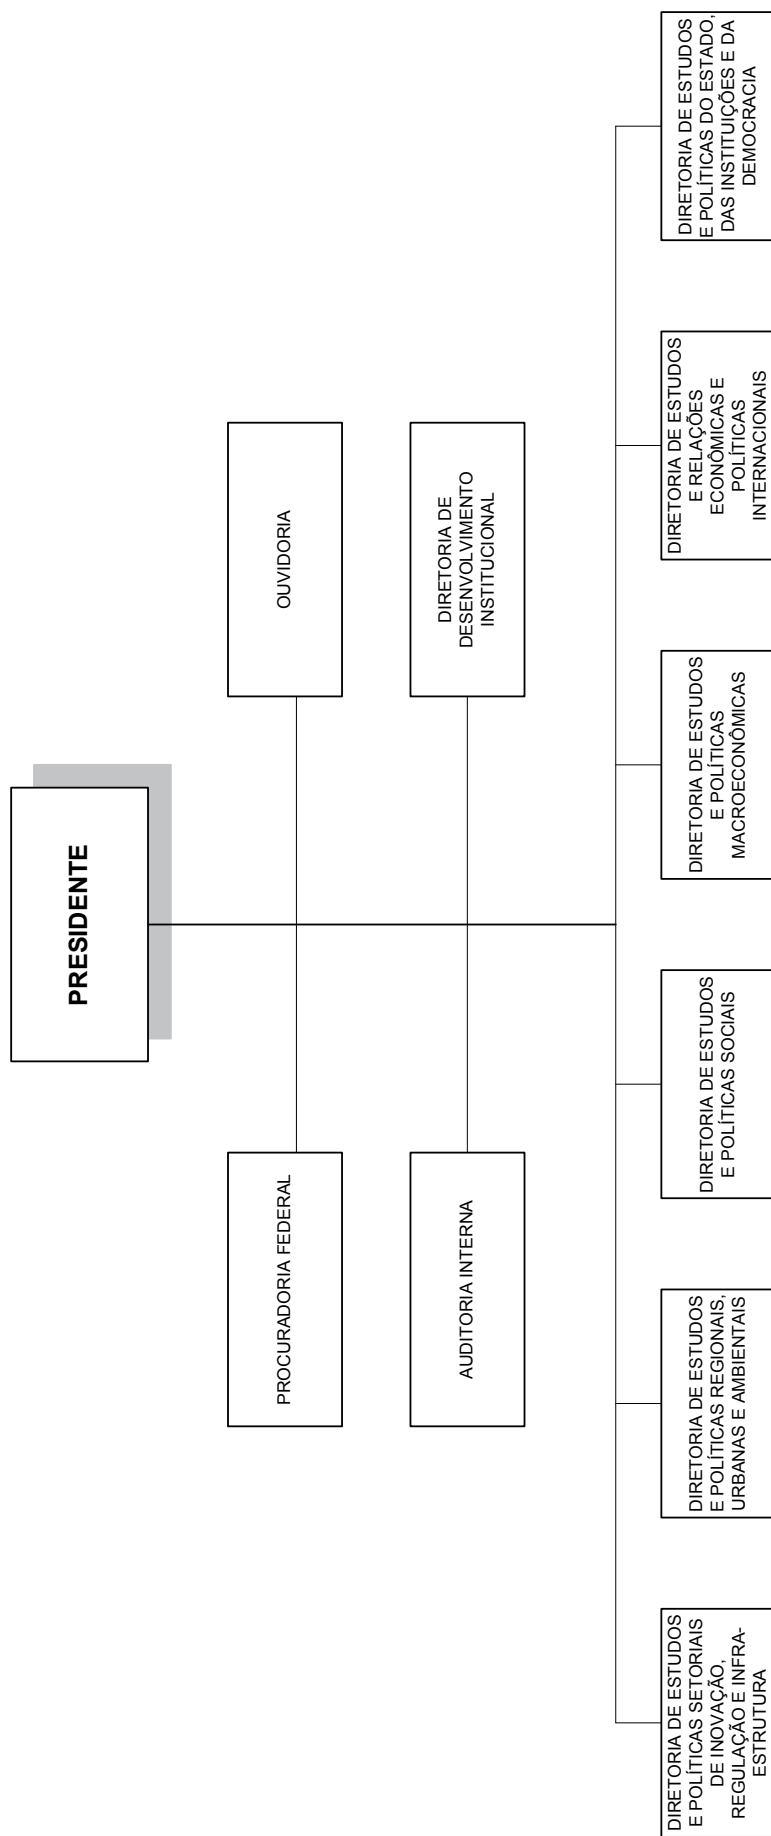 PRESIDENTE
PROCURADORIA FEDERAL
OUVIDORIA
AUDITORIA INTERNA
DIRETORIA DE
DESENVOLVIMENTO
INSTITUCIONAL
DIRETORIA DE ESTUDOS
E POLÍTICAS SETORIAIS
DE INOVAÇÃO,
REGULAÇÃO E INFRA-
ESTRUTURA
DIRETORIA DE ESTUDOS
E POLÍTICAS REGIONAIS,
URBANAS E AMBIENTAIS
DIRETORIA DE ESTUDOS
E POLÍTICAS SOCIAIS
DIRETORIA DE ESTUDOS
E POLÍTICAS
MACROECONÔMICAS
DIRETORIA DE ESTUDOS
E RELAÇÕES
ECONÔMICAS E
POLÍTICAS
INTERNACIONAIS
DIRETORIA DE ESTUDOS
E POLÍTICAS DO ESTADO,
DAS INSTITUIÇÕES E DA
DEMOCRACIA